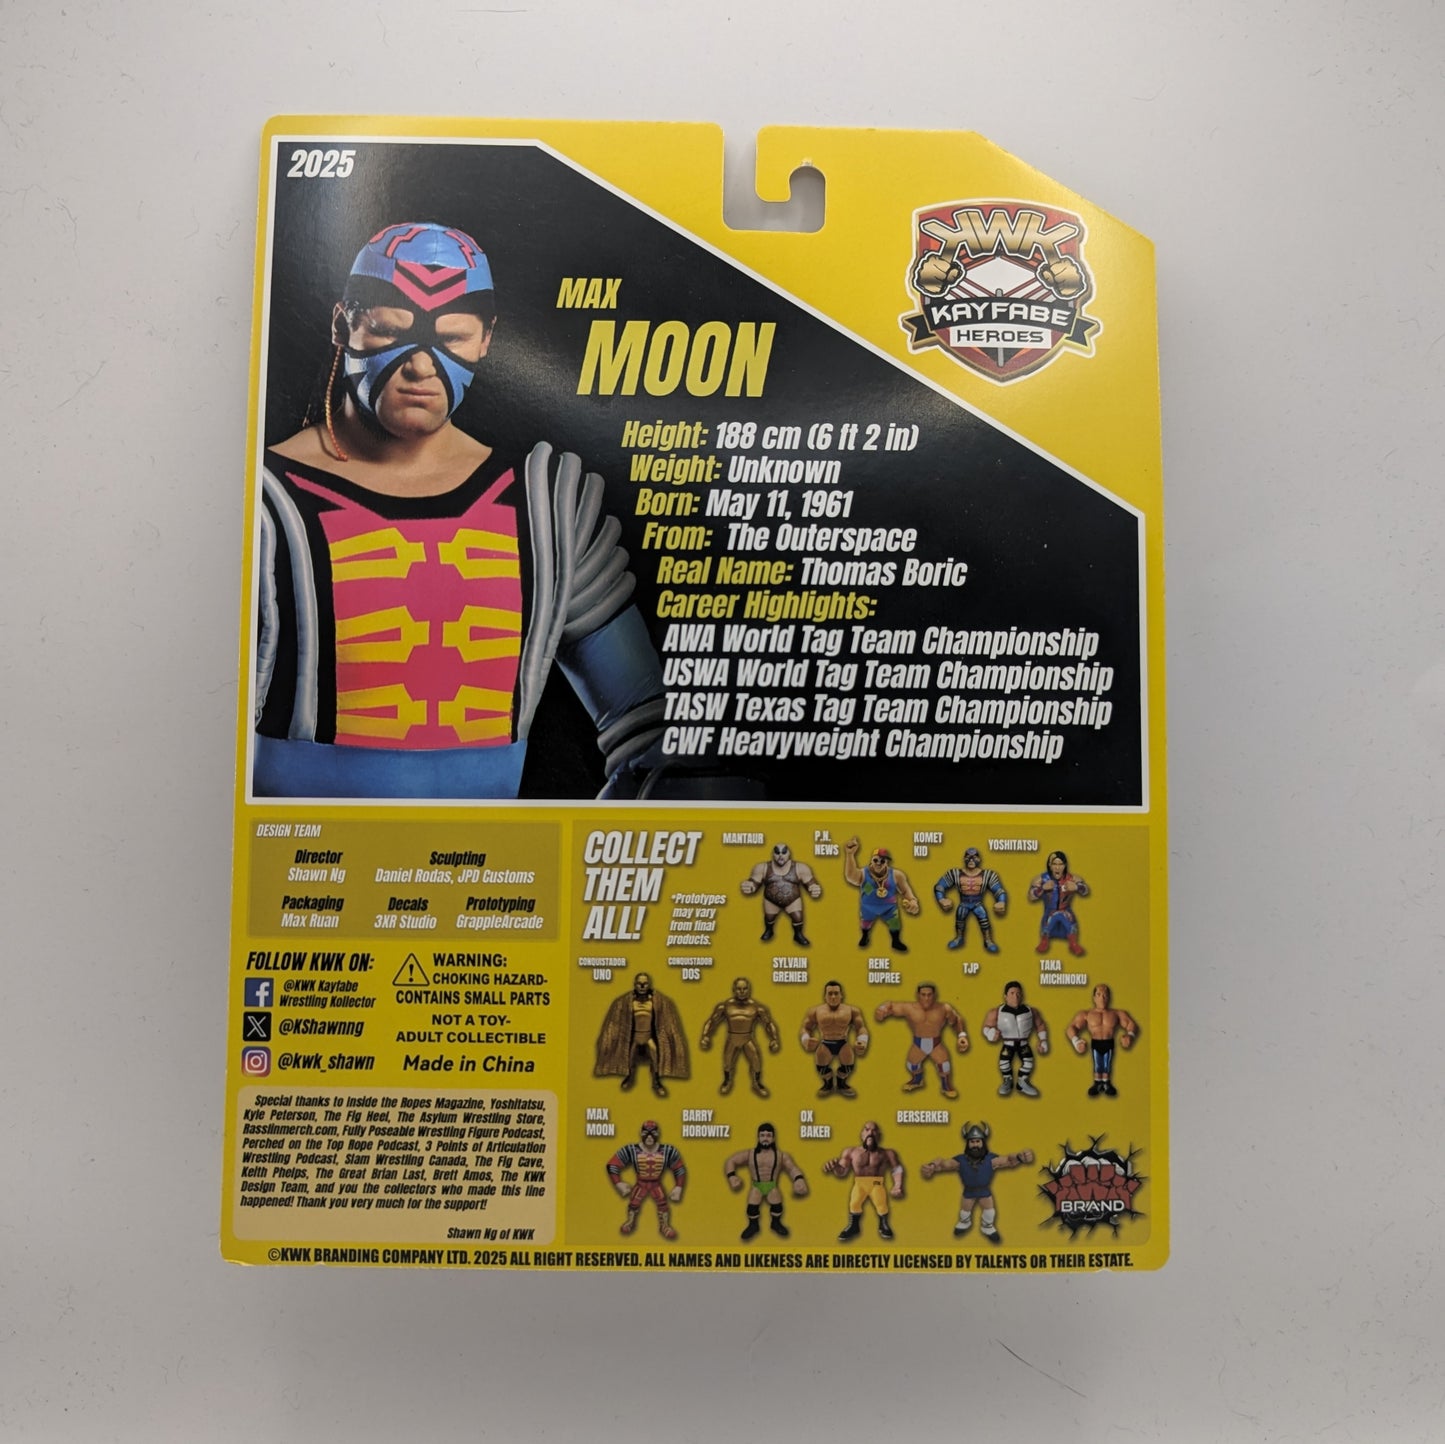 2025
KWK
KAYFABE
HEROES
MAX
MOON
Height: 188 cm (6 ft 2 in)
Weight: Unknown
Born: May 11, 1961
From: The Outerspace
Real Name: Thomas Boric
Career Highlights:
AWA World Tag Team Championship
USWA World Tag Team Championship
TASW Texas Tag Team Championship
CWF Heavyweight Championship
DESIGN TEAM
Director
Shawn Ng
Sculpting
Daniel Rodas, JPD Customs
Packaging
Max Ruan
Decals
3XR Studio
Prototyping
GrappleArcade
FOLLOW KWK ON:
@KWK Kayfabe
Wrestling Kollector
@KShawnng
@kwk_shawn
WARNING:
CHOKING HAZARD-
CONTAINS SMALL PARTS
NOT A TOY-
ADULT COLLECTIBLE
Made in China
Special thanks to Inside the Ropes Magazine, Yoshitatsu,
Kyle Peterson, The Fig Heel, The Asylum Wrestling Store,
Rasslinmerch.com, Fully Poseable Wrestling Figure Podcast,
Perched on the Top Rope Podcast, 3 Points of Articulation
Wrestling Podcast, Slam Wrestling Canada, The Fig Cave,
Keith Phelps, The Great Brian Last, Brett Amos, The KWK
Design Team, and you the collectors who made this line
happened! Thank you very much for the support!
Shawn Ng of KWK
COLLECT
THEM
ALL!
*Prototypes
may vary
from final
products.
MANTAUR
P.N.
NEWS
KOMET
KID
YOSHITATSU
CONQUISTADOR
UNO
CONQUISTADOR
DOS
SYLVAIN
GRENIER
RENE
DUPREE
TJP
TAKA
MICHINOKU
MAX
MOON
BARRY
HOROWITZ
OX
BAKER
BERSERKER
KWK
BRAND
©KWK BRANDING COMPANY LTD. 2025 ALL RIGHT RESERVED. ALL NAMES AND LIKENESS ARE DIRECTLY LICENSED BY TALENTS OR THEIR ESTATE.